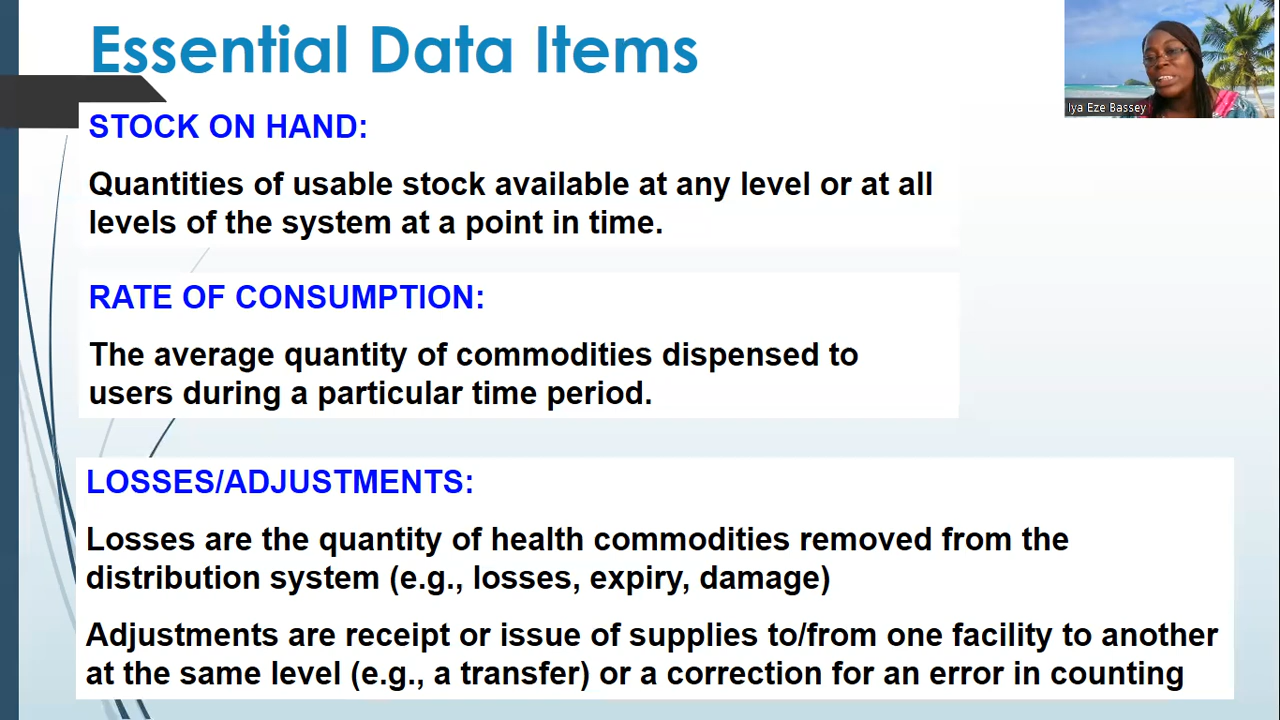 Essential Data Items
Iya Eze Bassey
STOCK ON HAND:
Quantities of usable stock available at any level or at all
levels of the system at a point in time.
RATE OF CONSUMPTION:
The average quantity of commodities dispensed to
users during a particular time period.
LOSSES/ADJUSTMENTS:
Losses are the quantity of health commodities removed from the
distribution system (e.g., losses, expiry, damage)
Adjustments are receipt or issue of supplies to/from one facility to another
at the same level (e.g., a transfer) or a correction for an error in counting